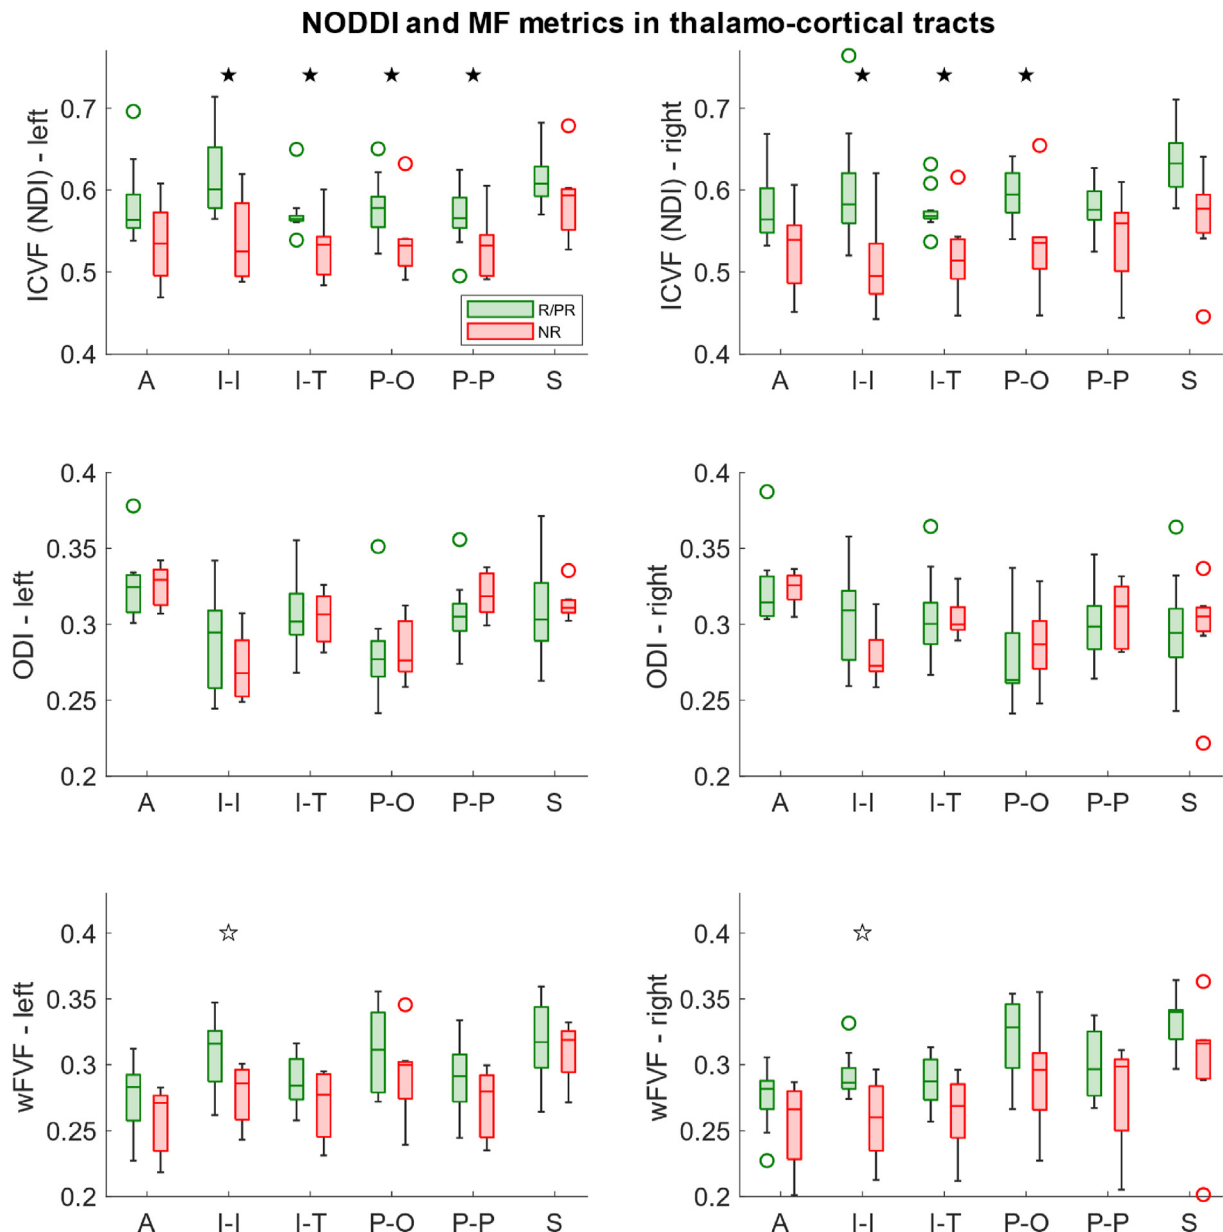 NODDI and MF metrics in thalamo-cortical tracts
ICVF (NDI) - left
0.7
0.6
0.5
0.4
★ ★ ★ ★
R/PR
NR
A I-I I-T P-O P-P S
ICVF (NDI) - right
0.7
0.6
0.5
0.4
★ ★ ★
A I-I I-T P-O P-P S
ODI - left
0.4
0.35
0.3
0.25
0.2
A I-I I-T P-O P-P S
ODI - right
0.4
0.35
0.3
0.25
0.2
A I-I I-T P-O P-P S
wFVF - left
0.4
0.35
0.3
0.25
0.2
☆
A I-I I-T P-O P-P S
wFVF - right
0.4
0.35
0.3
0.25
0.2
☆
A I-I I-T P-O P-P S